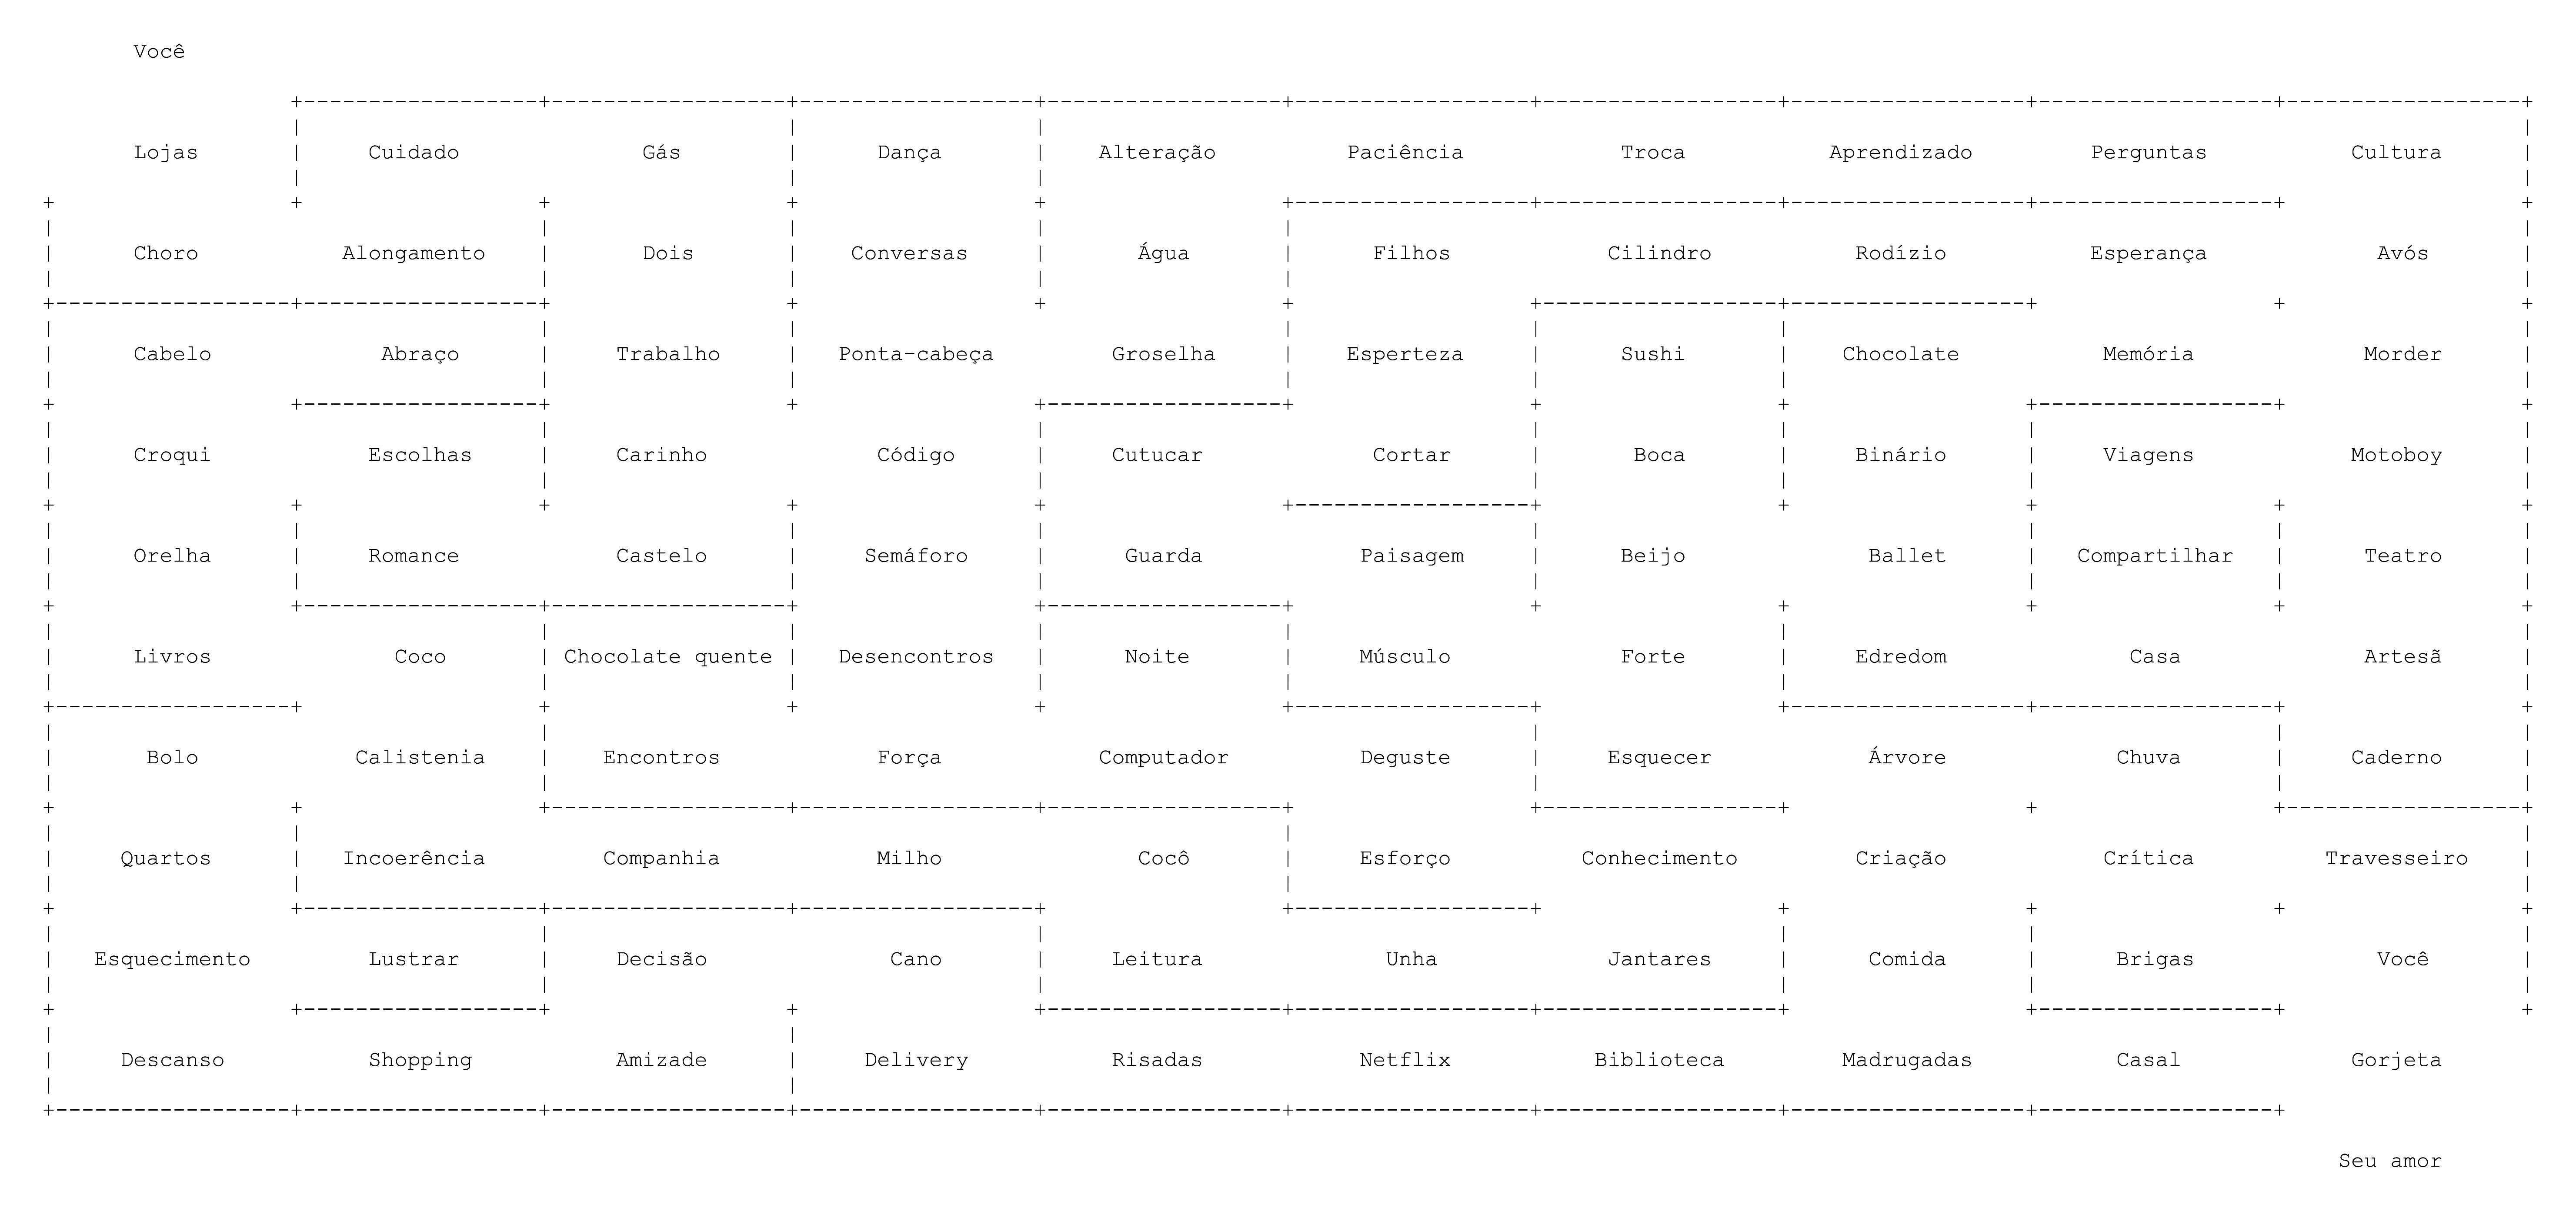 Você
Lojas Cuidado Gás Dança Alteração Paciência Troca Aprendizado Perguntas Cultura
Choro Alongamento Dois Conversas Água Filhos Cilindro Rodízio Esperança Avós
Cabelo Abraço Trabalho Ponta-cabeça Groselha Esperteza Sushi Chocolate Memória Morder
Croqui Escolhas Carinho Código Cutucar Cortar Boca Binário Viagens Motoboy
Orelha Romance Castelo Semáforo Guarda Paisagem Beijo Ballet Compartilhar Teatro
Livros Coco Chocolate quente Desencontros Noite Músculo Forte Edredom Casa Artesã
Bolo Calistenia Encontros Força Computador Deguste Esquecer Árvore Chuva Caderno
Quartos Incoerência Companhia Milho Cocô Esforço Conhecimento Criação Crítica Travesseiro
Esquecimento Lustrar Decisão Cano Leitura Unha Jantares Comida Brigas Você
Descanso Shopping Amizade Delivery Risadas Netflix Biblioteca Madrugadas Casal Gorjeta
Seu amor